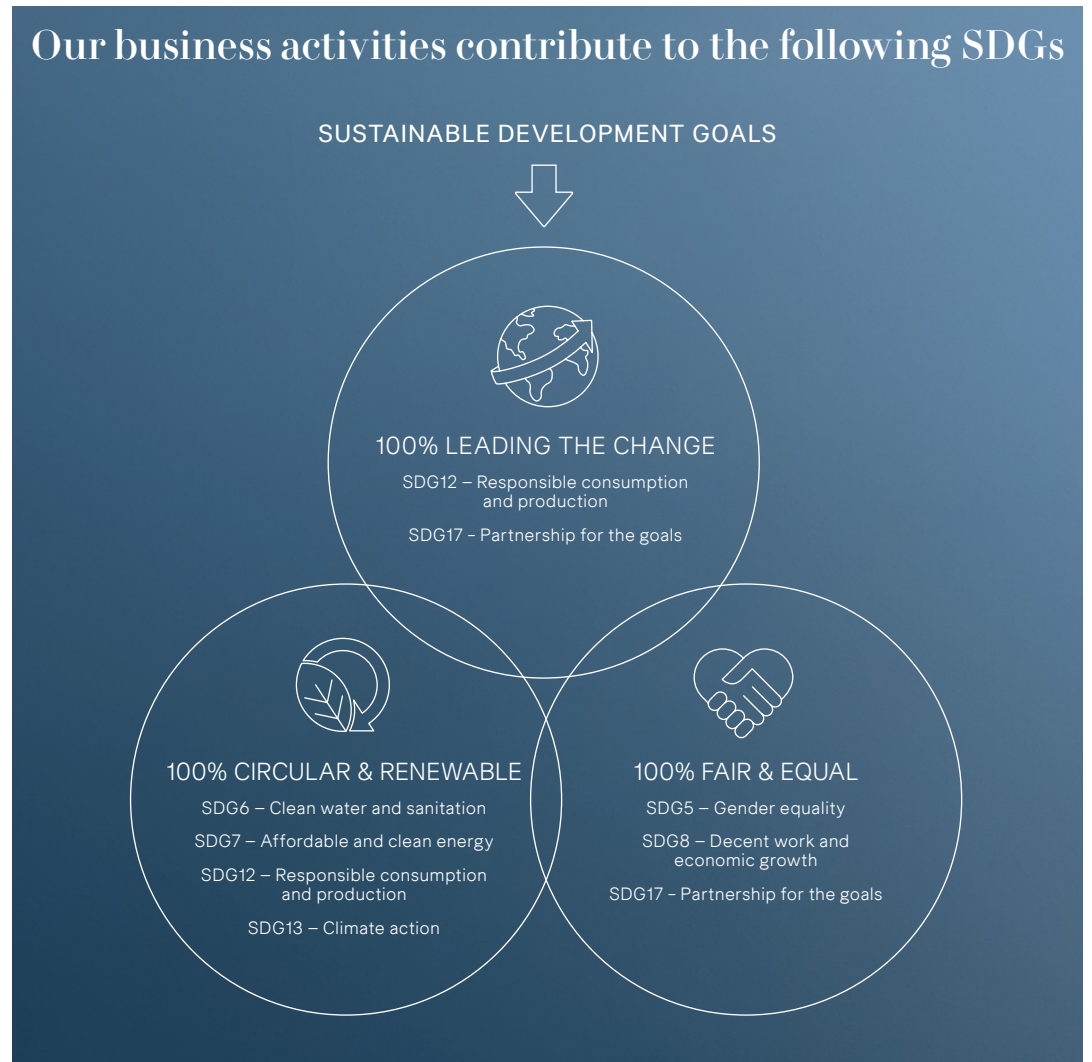 Our business activities contribute to the following SDGs
SUSTAINABLE DEVELOPMENT GOALS
100% LEADING THE CHANGE
SDG12 – Responsible consumption
and production
SDG17 - Partnership for the goals
100% CIRCULAR & RENEWABLE
SDG6 – Clean water and sanitation
SDG7 – Affordable and clean energy
SDG12 – Responsible consumption
and production
SDG13 – Climate action
100% FAIR & EQUAL
SDG5 – Gender equality
SDG8 – Decent work and
economic growth
SDG17 - Partnership for the goals